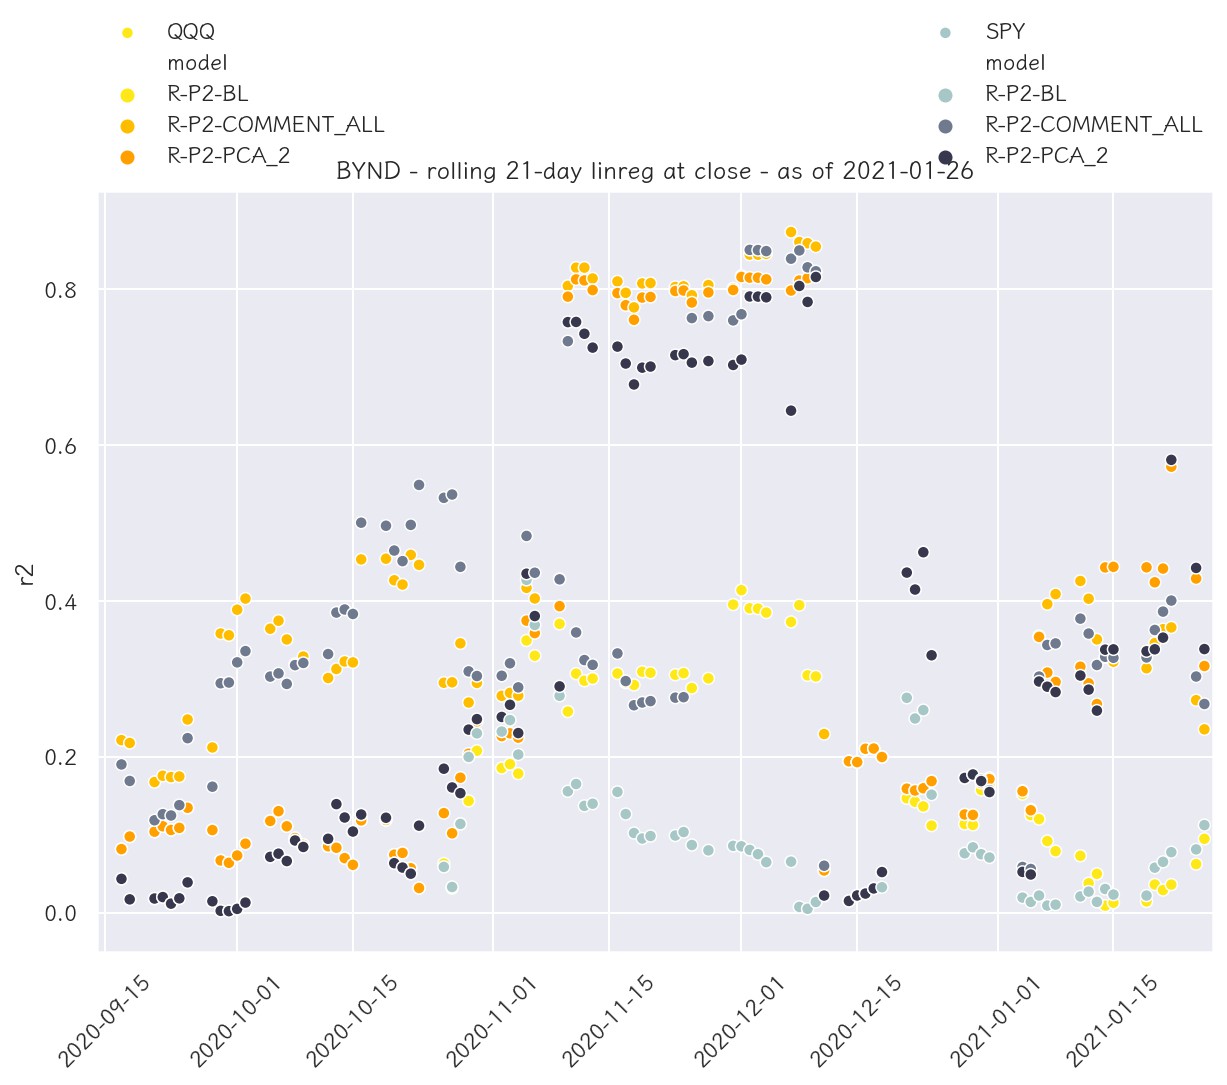 QQQ
model
R-P2-BL
R-P2-COMMENT_ALL
R-P2-PCA_2
SPY
model
R-P2-BL
R-P2-COMMENT_ALL
R-P2-PCA_2
BYND - rolling 21-day linreg at close - as of 2021-01-26
r2
0.8
0.6
0.4
0.2
0.0
2020-09-15
2020-10-01
2020-10-15
2020-11-01
2020-11-15
2020-12-01
2020-12-15
2021-01-01
2021-01-15